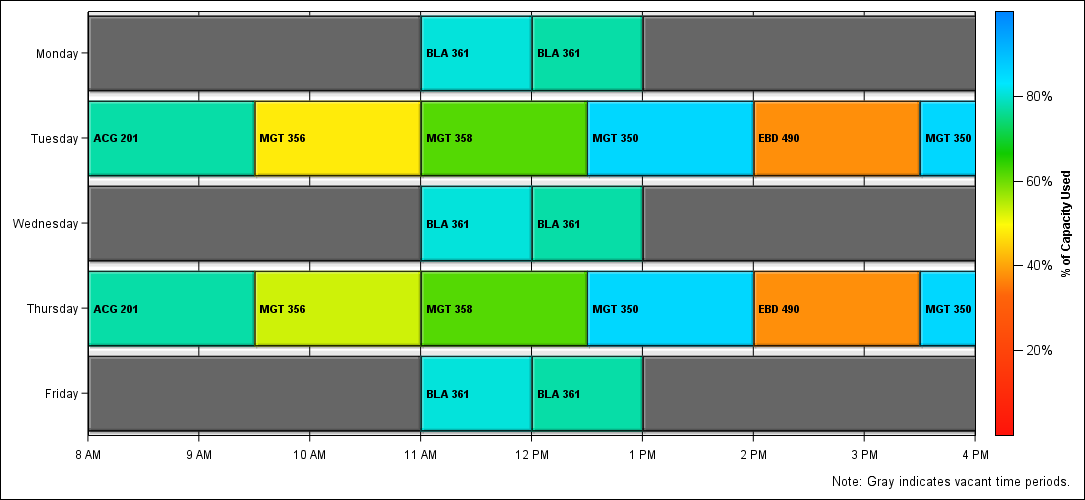 Monday
BLA 361
BLA 361
Tuesday
ACG 201
MGT 356
MGT 358
MGT 350
EBD 490
MGT 350
Wednesday
BLA 361
BLA 361
Thursday
ACG 201
MGT 356
MGT 358
MGT 350
EBD 490
MGT 350
Friday
BLA 361
BLA 361
8 AM
9 AM
10 AM
11 AM
12 PM
1 PM
2 PM
3 PM
4 PM
80%
60%
40%
20%
% of Capacity Used
Note: Gray indicates vacant time periods.